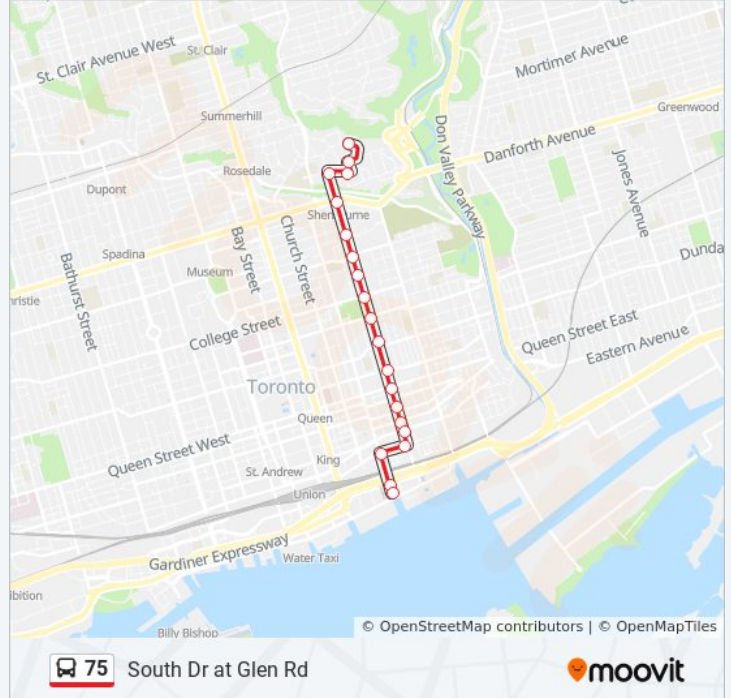 St. Clair Avenue West
St. Clair
Mortimer Avenue
Summerhill
Greenwood
Don Valley Parkway
Danforth Avenue
Rosedale
Jones Avenue
Dupont
Sherbourne
Church Street
Bay Street
Bathurst Street
Spadina
Dunda
Museum
ristie
College Street
Queen Street East
Eastern Avenue
Toronto
Queen
Queen Street West
King
St. Andrew
Union
Gardiner Expressway
Water Taxi
ibition
Billy Bishop
© OpenStreetMap contributors | © OpenMapTiles
75 South Dr at Glen Rd
moovit